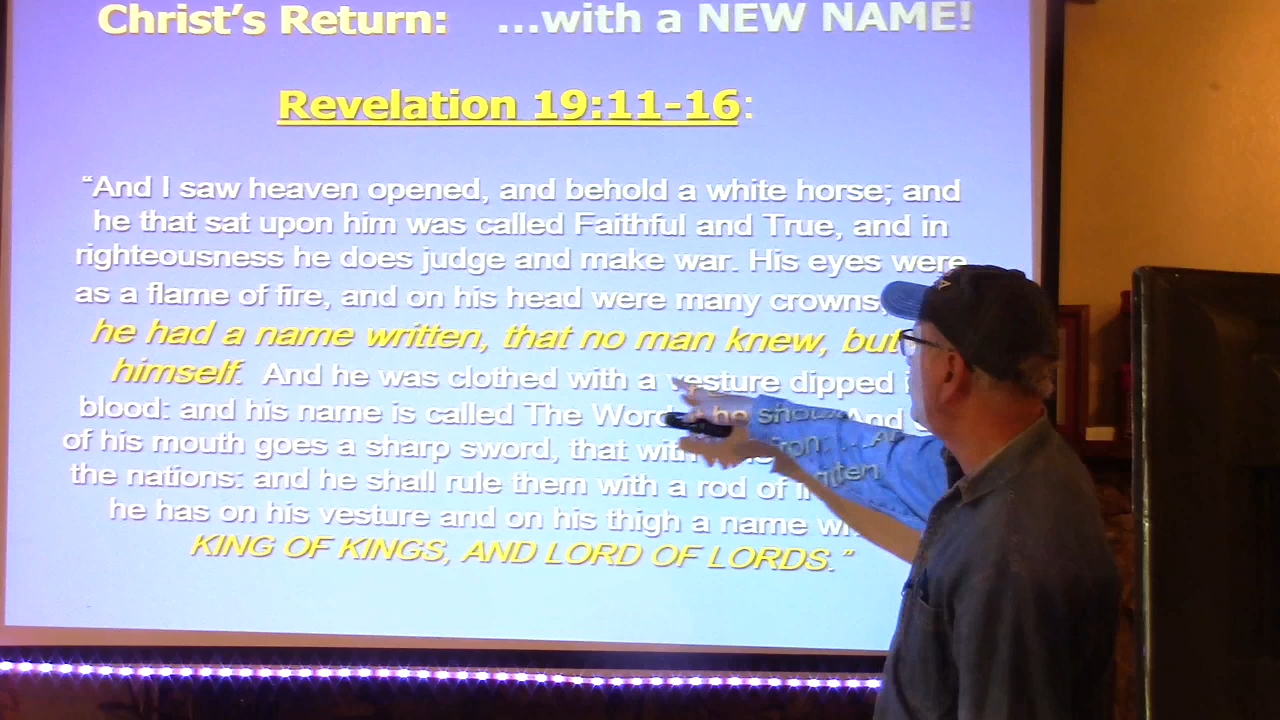 Christ's Return: ...with a NEW NAME!
Revelation 19:11-16:
“And I saw heaven opened, and behold a white horse; and
he that sat upon him was called Faithful and True, and in
righteousness he does judge and make war. His eyes were
as a flame of fire, and on his head were many crowns;
he had a name written, that no man knew, but
himself. And he was clothed with a vesture dipped
blood: and his name is called The Word And
of his mouth goes a sharp sword, that with
the nations: and he shall rule them with a rod of
he has on his vesture and on his thigh a name
KING OF KINGS, AND LORD OF LORDS.”